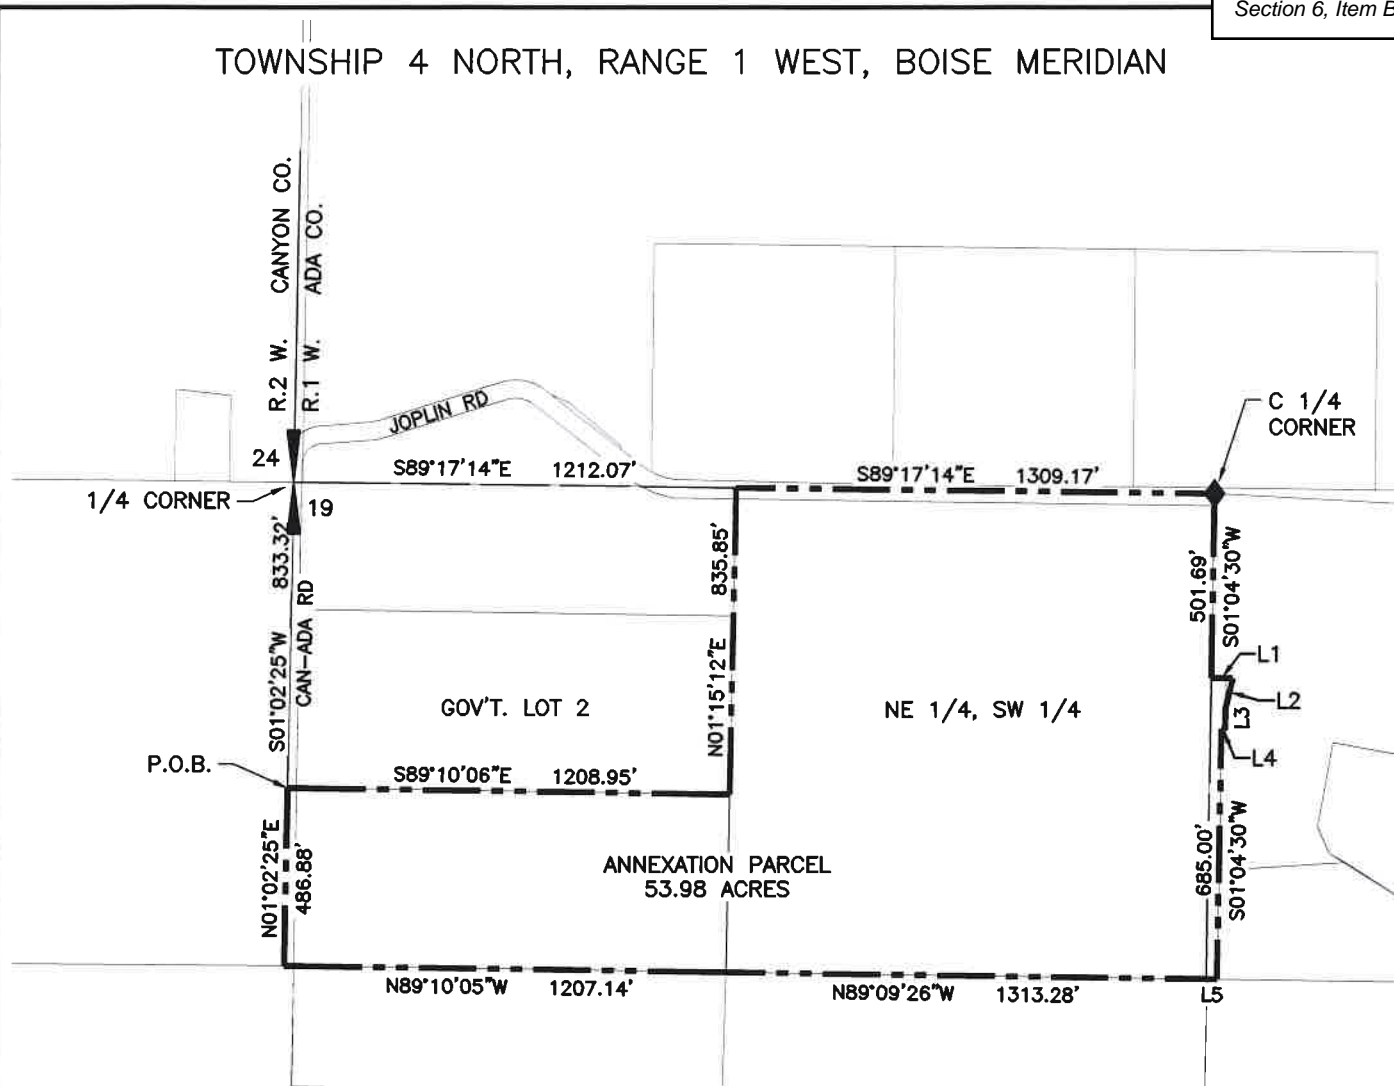 Section 6, Item B
TOWNSHIP 4 NORTH, RANGE 1 WEST, BOISE MERIDIAN
R.2 W. CANYON CO.
R.1 W. ADA CO.
JOPLIN RD
C 1/4
CORNER
24
S89°17'14"E 1212.07'
S89°17'14"E 1309.17'
1/4 CORNER
19
S01°02'25"W 833.32'
CAN-ADA RD
N01°15'12"E 835.85'
501.69'
S01°04'30"W
L1
L2
L3
L4
GOV'T. LOT 2
NE 1/4, SW 1/4
P.O.B.
S89°10'06"E 1208.95'
N01°02'25"E
486.88'
ANNEXATION PARCEL
53.98 ACRES
685.00'
S01°04'30"W
N89°10'05"W 1207.14'
N89°09'26"W 1313.28'
L5